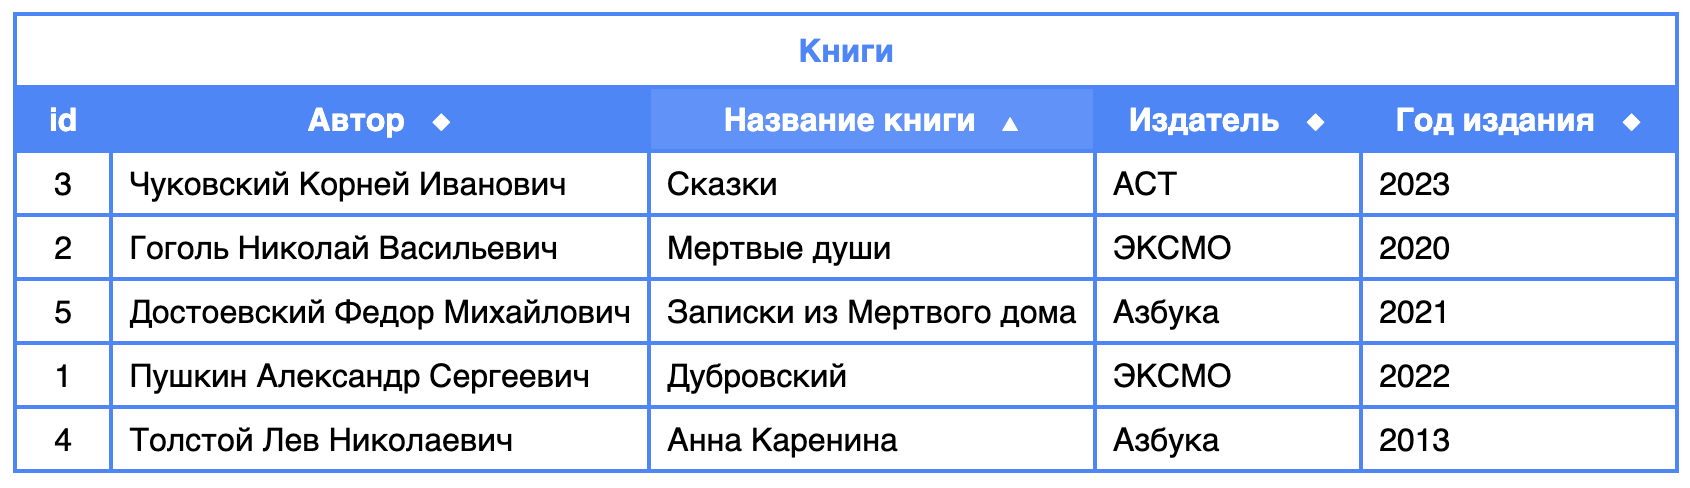 Книги
id Автор ◆ Название книги ▲ Издатель ◆ Год издания ◆
3 Чуковский Корней Иванович Сказки АСТ 2023
2 Гоголь Николай Васильевич Мертвые души ЭКСМО 2020
5 Достоевский Федор Михайлович Записки из Мертвого дома Азбука 2021
1 Пушкин Александр Сергеевич Дубровский ЭКСМО 2022
4 Толстой Лев Николаевич Анна Каренина Азбука 2013